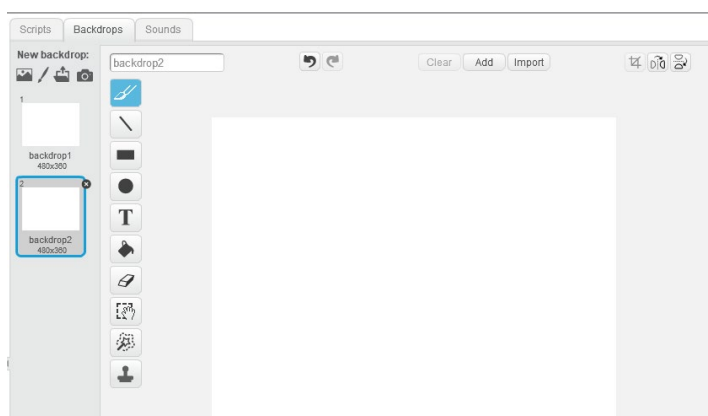 Scripts Backdrops Sounds
New backdrop:
backdrop2
Clear Add Import
1
backdrop1
480x360
2
backdrop2
480x360
T